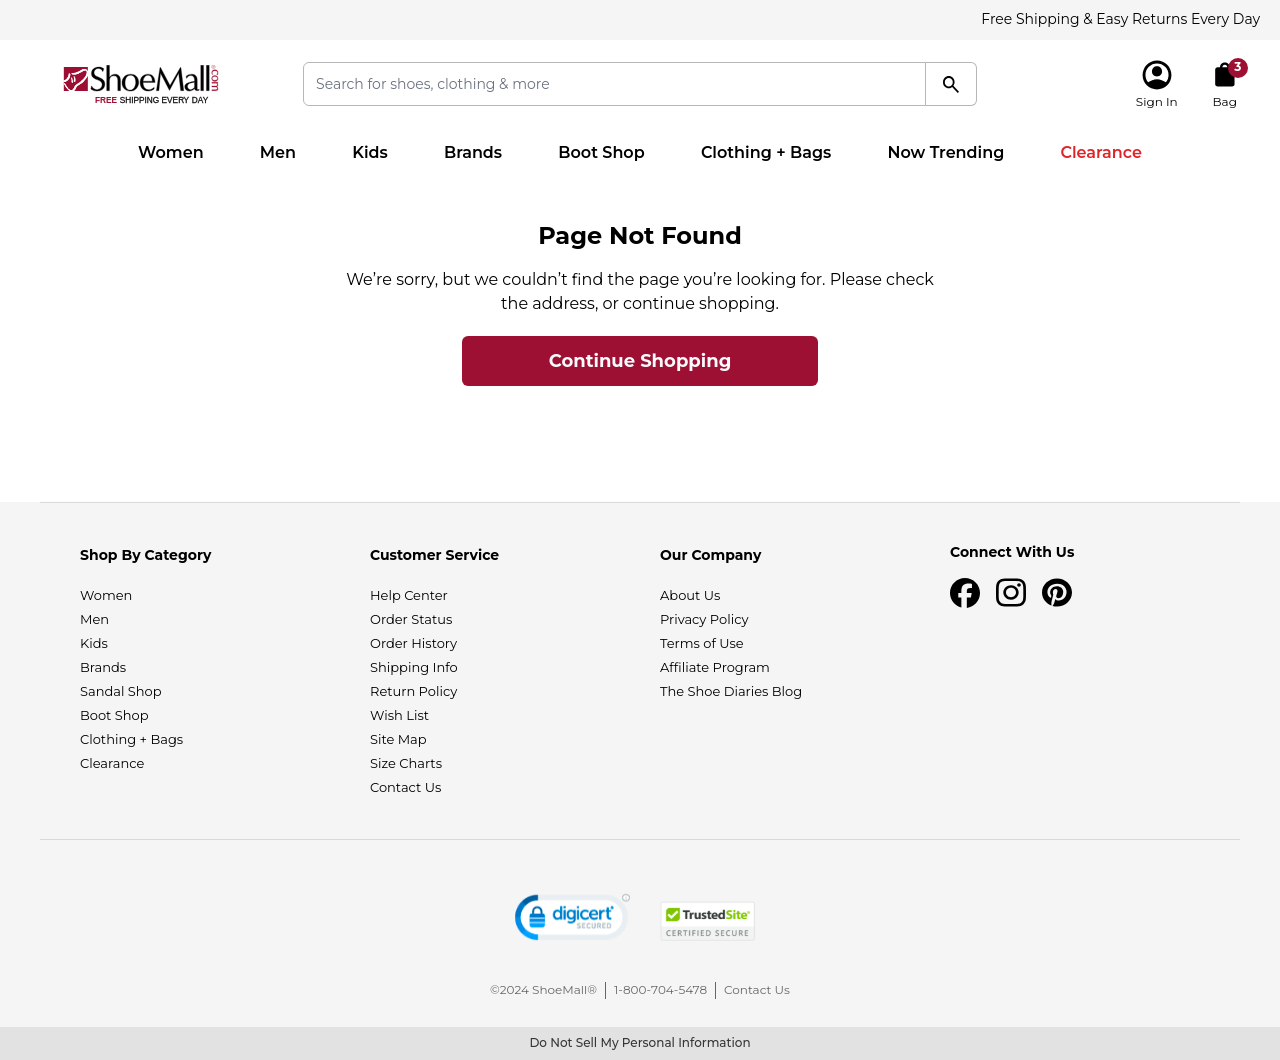 Free Shipping & Easy Returns Every Day
ShoeMall.com®
FREE SHIPPING EVERY DAY
Search for shoes, clothing & more
Sign In
3
Bag
Women Men Kids Brands Boot Shop Clothing + Bags Now Trending Clearance
Page Not Found
We’re sorry, but we couldn’t find the page you’re looking for. Please check
the address, or continue shopping.
Continue Shopping
Shop By Category
Women
Men
Kids
Brands
Sandal Shop
Boot Shop
Clothing + Bags
Clearance
Customer Service
Help Center
Order Status
Order History
Shipping Info
Return Policy
Wish List
Site Map
Size Charts
Contact Us
Our Company
About Us
Privacy Policy
Terms of Use
Affiliate Program
The Shoe Diaries Blog
Connect With Us
digicert
SECURED
TrustedSite
CERTIFIED SECURE
©2024 ShoeMall® 1-800-704-5478 Contact Us
Do Not Sell My Personal Information